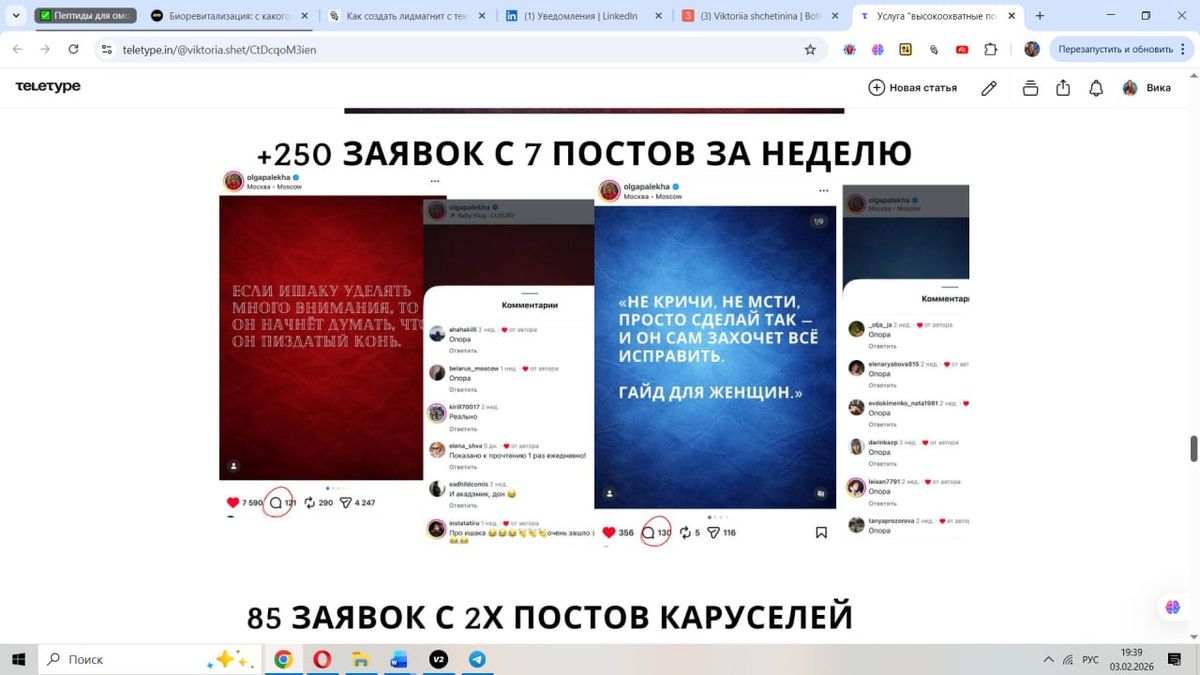 Пептиды для омо
Биоревитализация: с какого
Как создать лидмагнит с тек
(1) Уведомления | LinkedIn
(3) Viktoriia shchetinina | Bot
Услуга "высокоохватные по
teletype.in/@viktoria.shet/CtDcqoM3ien
Перезапустить и обновить
TELETYPE
Новая статья
Вика
+250 ЗАЯВОК С 7 ПОСТОВ ЗА НЕДЕЛЮ
olgapalekha
Москва - Moscow
ЕСЛИ ИШАКУ УДЕЛЯТЬ
МНОГО ВНИМАНИЯ, ТО
ОН НАЧНЁТ ДУМАТЬ, ЧТО
ОН ПИЗДАТЫЙ КОНЬ.
7 590 121 290 4 247
olgapalekha
Baby thug - LUXURY
Комментарии
ahahakilli 2 нед. от автора
Опора
Ответить
belarus_moscow 1 нед. от автора
Опора
Ответить
kirill70017 2 нед.
Реально
Ответить
elena_shva 5 дн. от автора
Показано к прочтению 1 раз ежедневно!
Ответить
eadhildcomis 2 нед.
И академик, дон 😂
Ответить
instatatiru 1 нед. от автора
Про ишака 😂😂😂👏👏👏очень зашло
olgapalekha
Москва - Moscow
1/9
«НЕ КРИЧИ, НЕ МСТИ,
ПРОСТО СДЕЛАЙ ТАК —
И ОН САМ ЗАХОЧЕТ ВСЁ
ИСПРАВИТЬ.
ГАЙД ДЛЯ ЖЕНЩИН.»
356 130 5 116
olgapalekha
Москва - Moscow
Комментар
_olja_ja 2 нед. от автора
Опора
Ответить
elenaryabova815 2 нед. от авт
Опора
Ответить
evdokimenko_nata1981 2 нед.
Опора
Ответить
darinkazp 2 нед. от автора
Опора
Ответить
leisan7791 2 нед. от автора
Опора
Ответить
tanyaprozorova 2 нед. от автор
Опора
85 ЗАЯВОК С 2Х ПОСТОВ КАРУСЕЛЕЙ
Поиск
РУС
19:39
03.02.2026